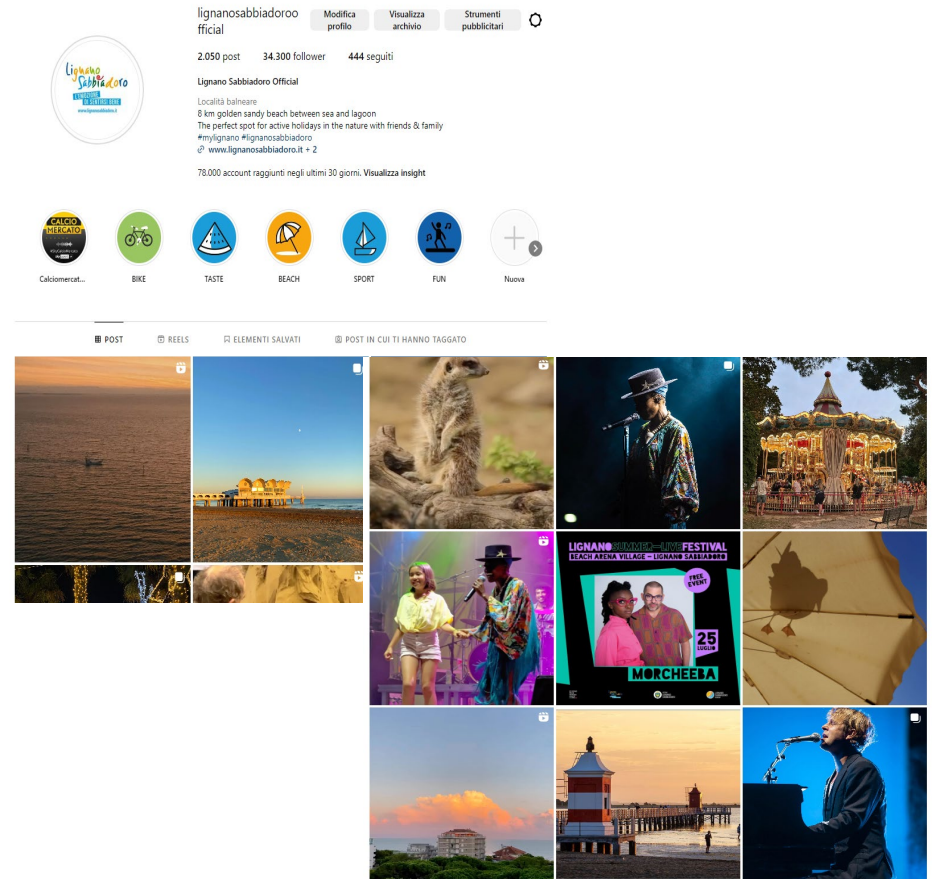 lignanosabbiadoroo
fficial
Modifica
profilo
Visualizza
archivio
Strumenti
pubblicitari
2.050 post 34.300 follower 444 seguiti
Lignano Sabbiadoro Official
Località balneare
8 km golden sandy beach between sea and lagoon
The perfect spot for active holidays in the nature with friends & family
#mylignano #lignanosabbiadoro
www.lignanosabbiadoro.it + 2
78.000 account raggiunti negli ultimi 30 giorni. Visualizza insight
Lignano
Sabbiadoro
L'EMOZIONE
DI SENTIRSI BENE
www.lignanosabbiadoro.it
CALCIO
MERCATO
Calciomercat...
BIKE
TASTE
BEACH
SPORT
FUN
Nuova
POST
REELS
ELEMENTI SALVATI
POST IN CUI TI HANNO TAGGATO
LIGNANO SUMMER–LIVE FESTIVAL
BEACH ARENA VILLAGE – LIGNANO SABBIADORO
FREE
EVENT
25
LUGLIO
MORCHEEBA